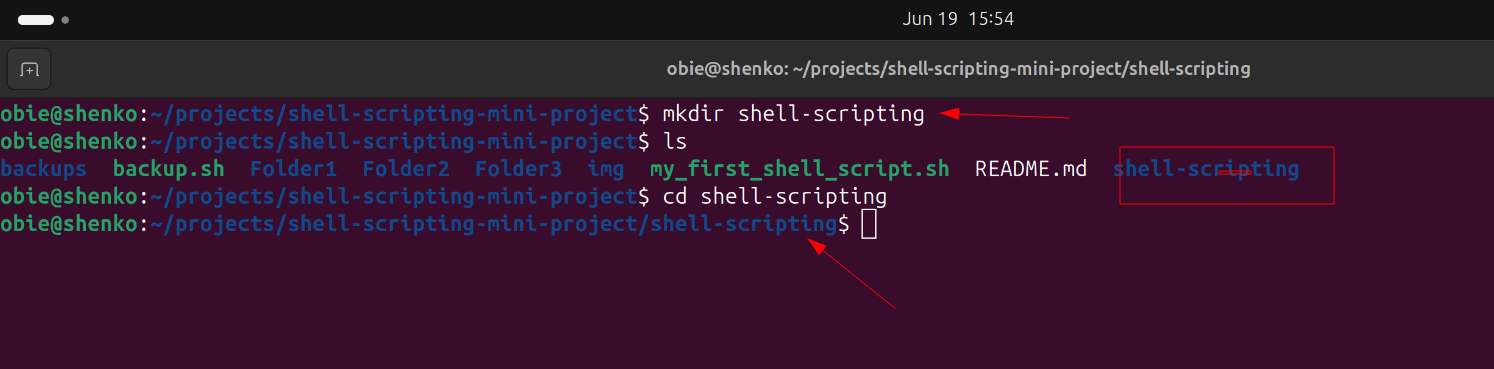 Jun 19 15:54
obie@shenko: ~/projects/shell-scripting-mini-project/shell-scripting
obie@shenko:~/projects/shell-scripting-mini-project$ mkdir shell-scripting
obie@shenko:~/projects/shell-scripting-mini-project$ ls
backups backup.sh Folder1 Folder2 Folder3 img my_first_shell_script.sh README.md shell-scripting
obie@shenko:~/projects/shell-scripting-mini-project$ cd shell-scripting
obie@shenko:~/projects/shell-scripting-mini-project/shell-scripting$